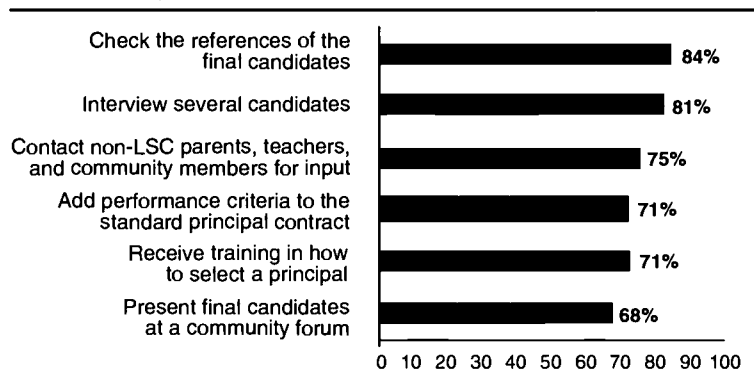 Check the references of the
final candidates
84%
Interview several candidates
81%
Contact non-LSC parents, teachers,
and community members for input
75%
Add performance criteria to the
standard principal contract
71%
Receive training in how
to select a principal
71%
Present final candidates
at a community forum
68%
0 10 20 30 40 50 60 70 80 90 100